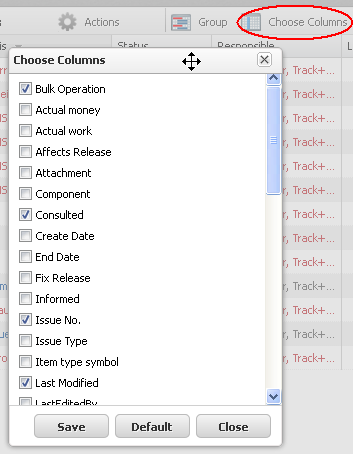 s Actions Group Choose Columns
is Status Responsible L
Choose Columns
Bulk Operation
Actual money
Actual work
Affects Release
Attachment
Component
Consulted
Create Date
End Date
Fix Release
Informed
Issue No.
Issue Type
Item type symbol
Last Modified
LastEditedBy
Save Default Close
r, Track+...
r, Track+...
r, Track+...
r, Track+...
r, Track+...
r, Track+...
r, Track+...
r, Track+...
r, Track+...
r, Track+...
r, Track+...
r, Track+...
r, Track+...